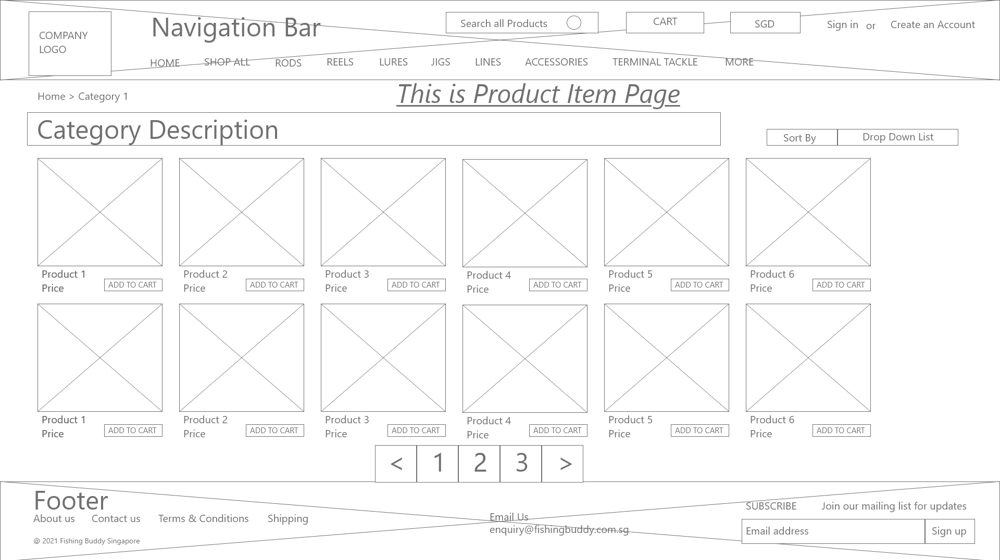 COMPANY
LOGO
Navigation Bar
Search all Products
CART
SGD
Sign in or Create an Account
HOME SHOP ALL RODS REELS LURES JIGS LINES ACCESSORIES TERMINAL TACKLE MORE
Home > Category 1
This is Product Item Page
Category Description
Sort By
Drop Down List
Product 1
Price
ADD TO CART
Product 2
Price
ADD TO CART
Product 3
Price
ADD TO CART
Product 4
Price
ADD TO CART
Product 5
Price
ADD TO CART
Product 6
Price
ADD TO CART
Product 1
Price
ADD TO CART
Product 2
Price
ADD TO CART
Product 3
Price
ADD TO CART
Product 4
Price
ADD TO CART
Product 5
Price
ADD TO CART
Product 6
Price
ADD TO CART
< 1 2 3 >
Footer
About us Contact us Terms & Conditions Shipping
@ 2021 Fishing Buddy Singapore
Email Us
enquiry@fishingbuddy.com.sg
SUBSCRIBE Join our mailing list for updates
Email address
Sign up